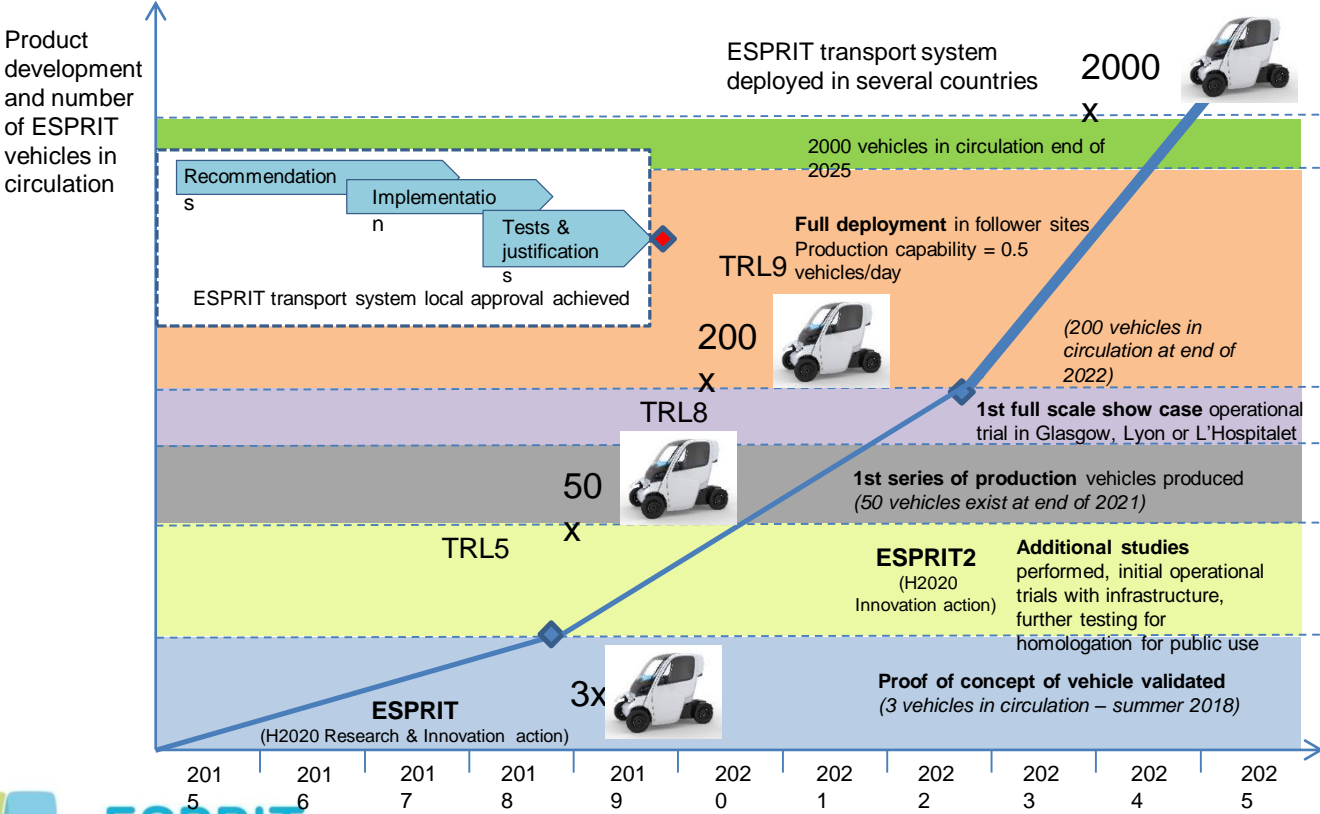 Product
development
and number
of ESPRIT
vehicles in
circulation
ESPRIT transport system
deployed in several countries
2000
x
2000 vehicles in circulation end of
2025
Recommendation
s
Implementatio
n
Tests &
justification
s
ESPRIT transport system local approval achieved
Full deployment in follower sites
Production capability = 0.5
vehicles/day
TRL9
200
x
(200 vehicles in
circulation at end of
2022)
TRL8
1st full scale show case operational
trial in Glasgow, Lyon or L'Hospitalet
50
x
1st series of production vehicles produced
(50 vehicles exist at end of 2021)
TRL5
ESPRIT2
(H2020
Innovation action)
Additional studies
performed, initial operational
trials with infrastructure,
further testing for
homologation for public use
3x
Proof of concept of vehicle validated
(3 vehicles in circulation – summer 2018)
ESPRIT
(H2020 Research & Innovation action)
201
5
201
6
201
7
201
8
201
9
202
0
202
1
202
2
202
3
202
4
202
5
ESPRIT